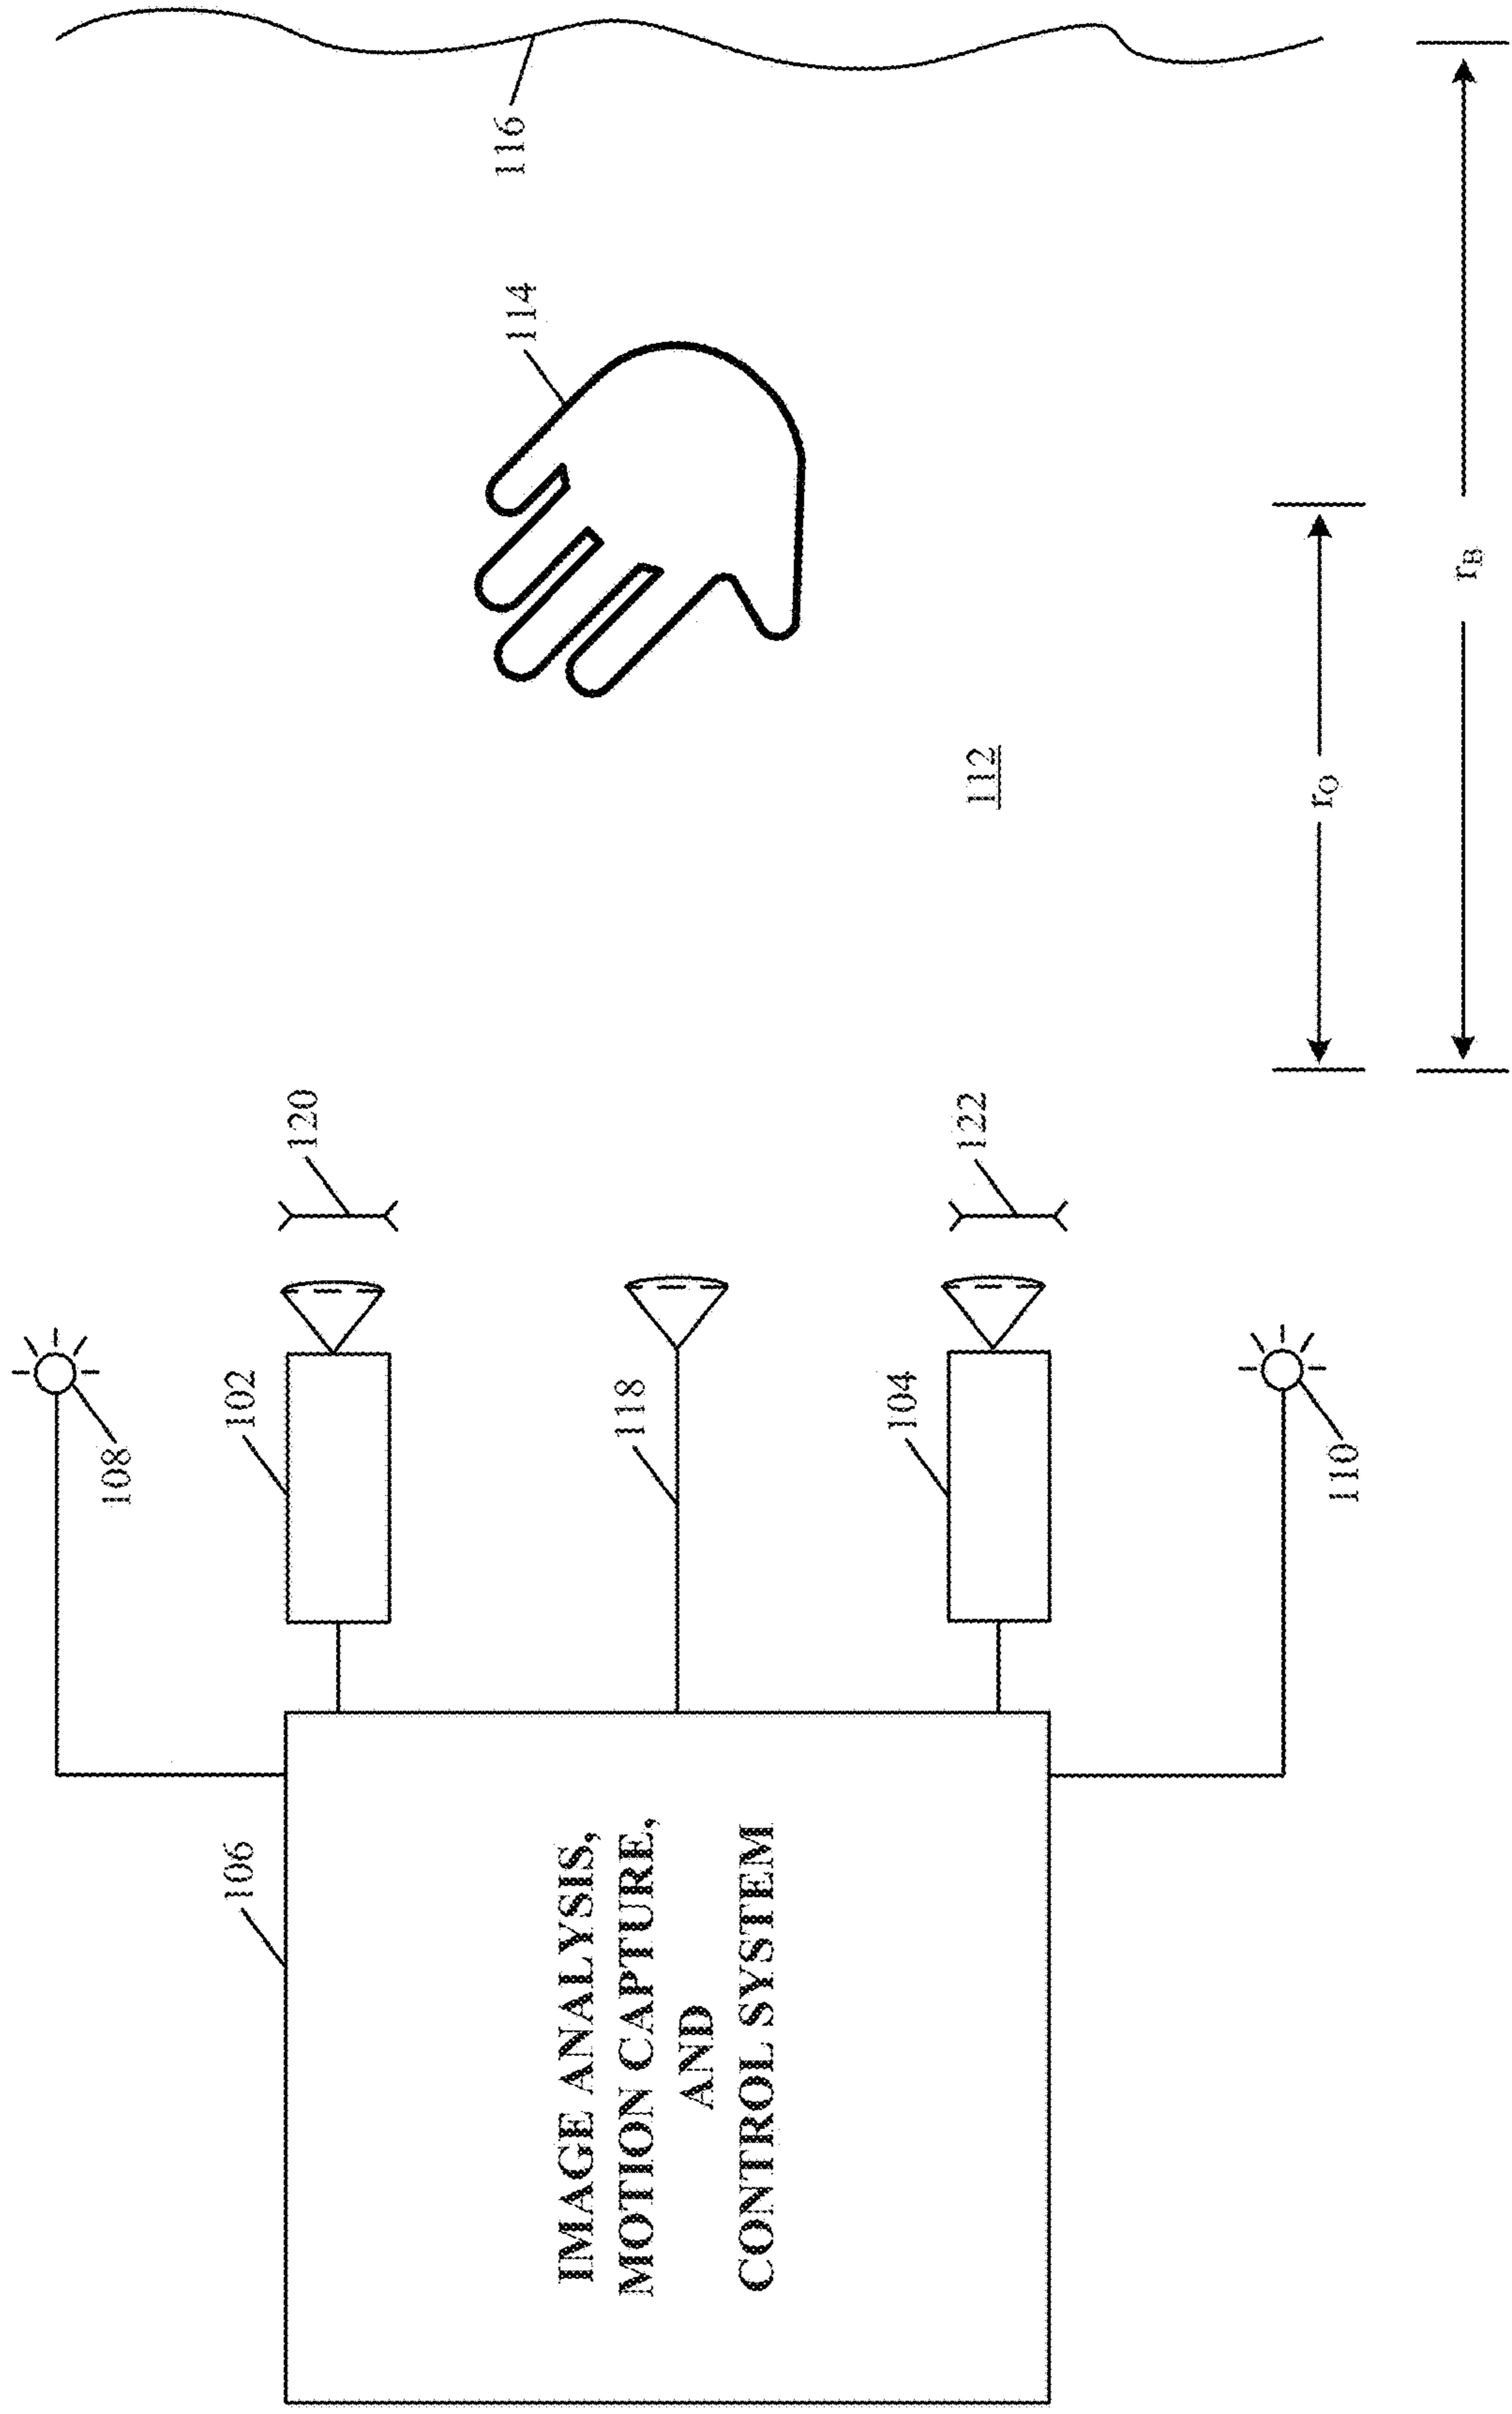 108
102
120
114
116
106
IMAGE ANALYSIS,
MOTION CAPTURE,
AND
CONTROL SYSTEM
118
104
122
112
110
rO
rB